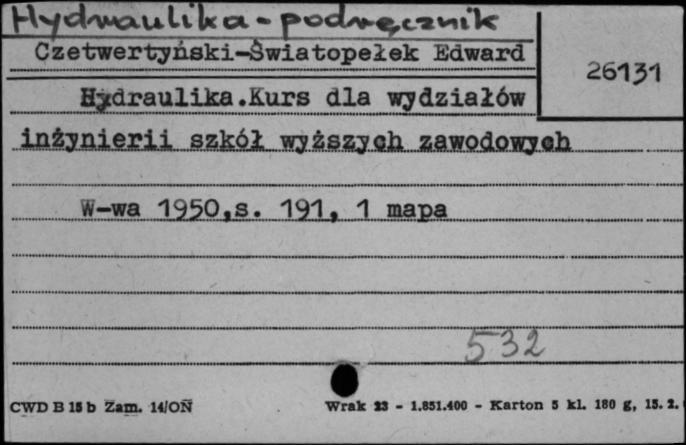 Hydraulika - podręcznik
Czetwertyński-Światopełek Edward
26131
Hydraulika.Kurs dla wydziałów
inżynierii szkół wyższych zawodowych
W-wa 1950,s. 191, 1 mapa
532
CWD B 15 b Zam. 14/OŃ
Wrak 23 - 1.851.400 - Karton 5 kl. 180 g, 15. 2.